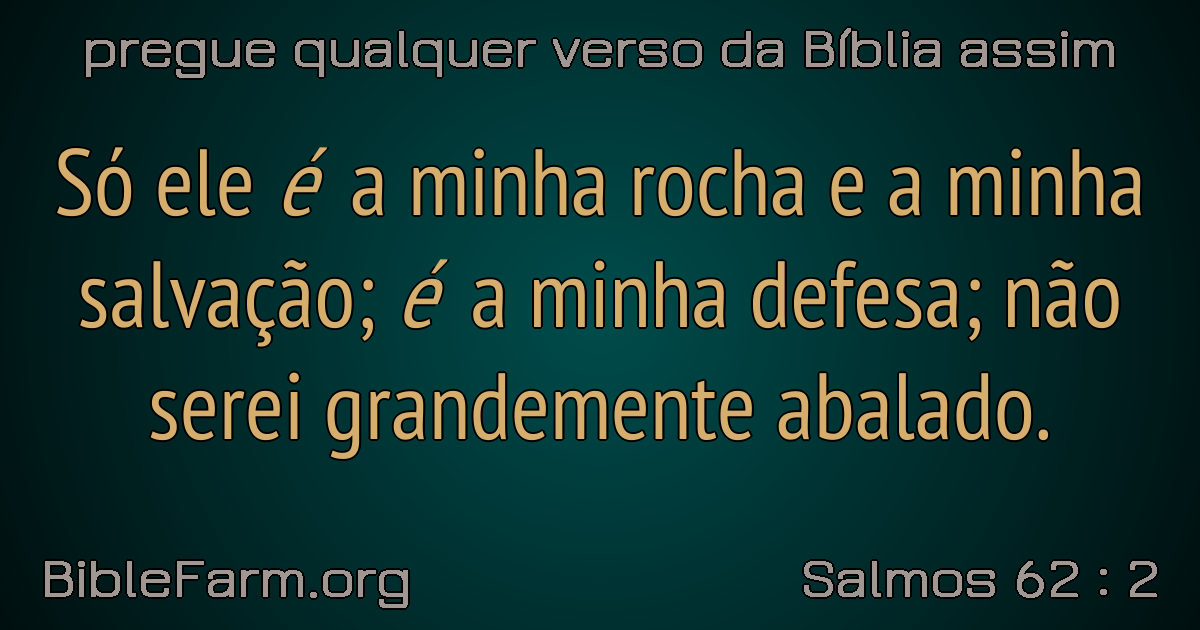 pregue qualquer verso da Bíblia assim
Só ele é a minha rocha e a minha
salvação; é a minha defesa; não
serei grandemente abalado.
BibleFarm.org
Salmos 62 : 2